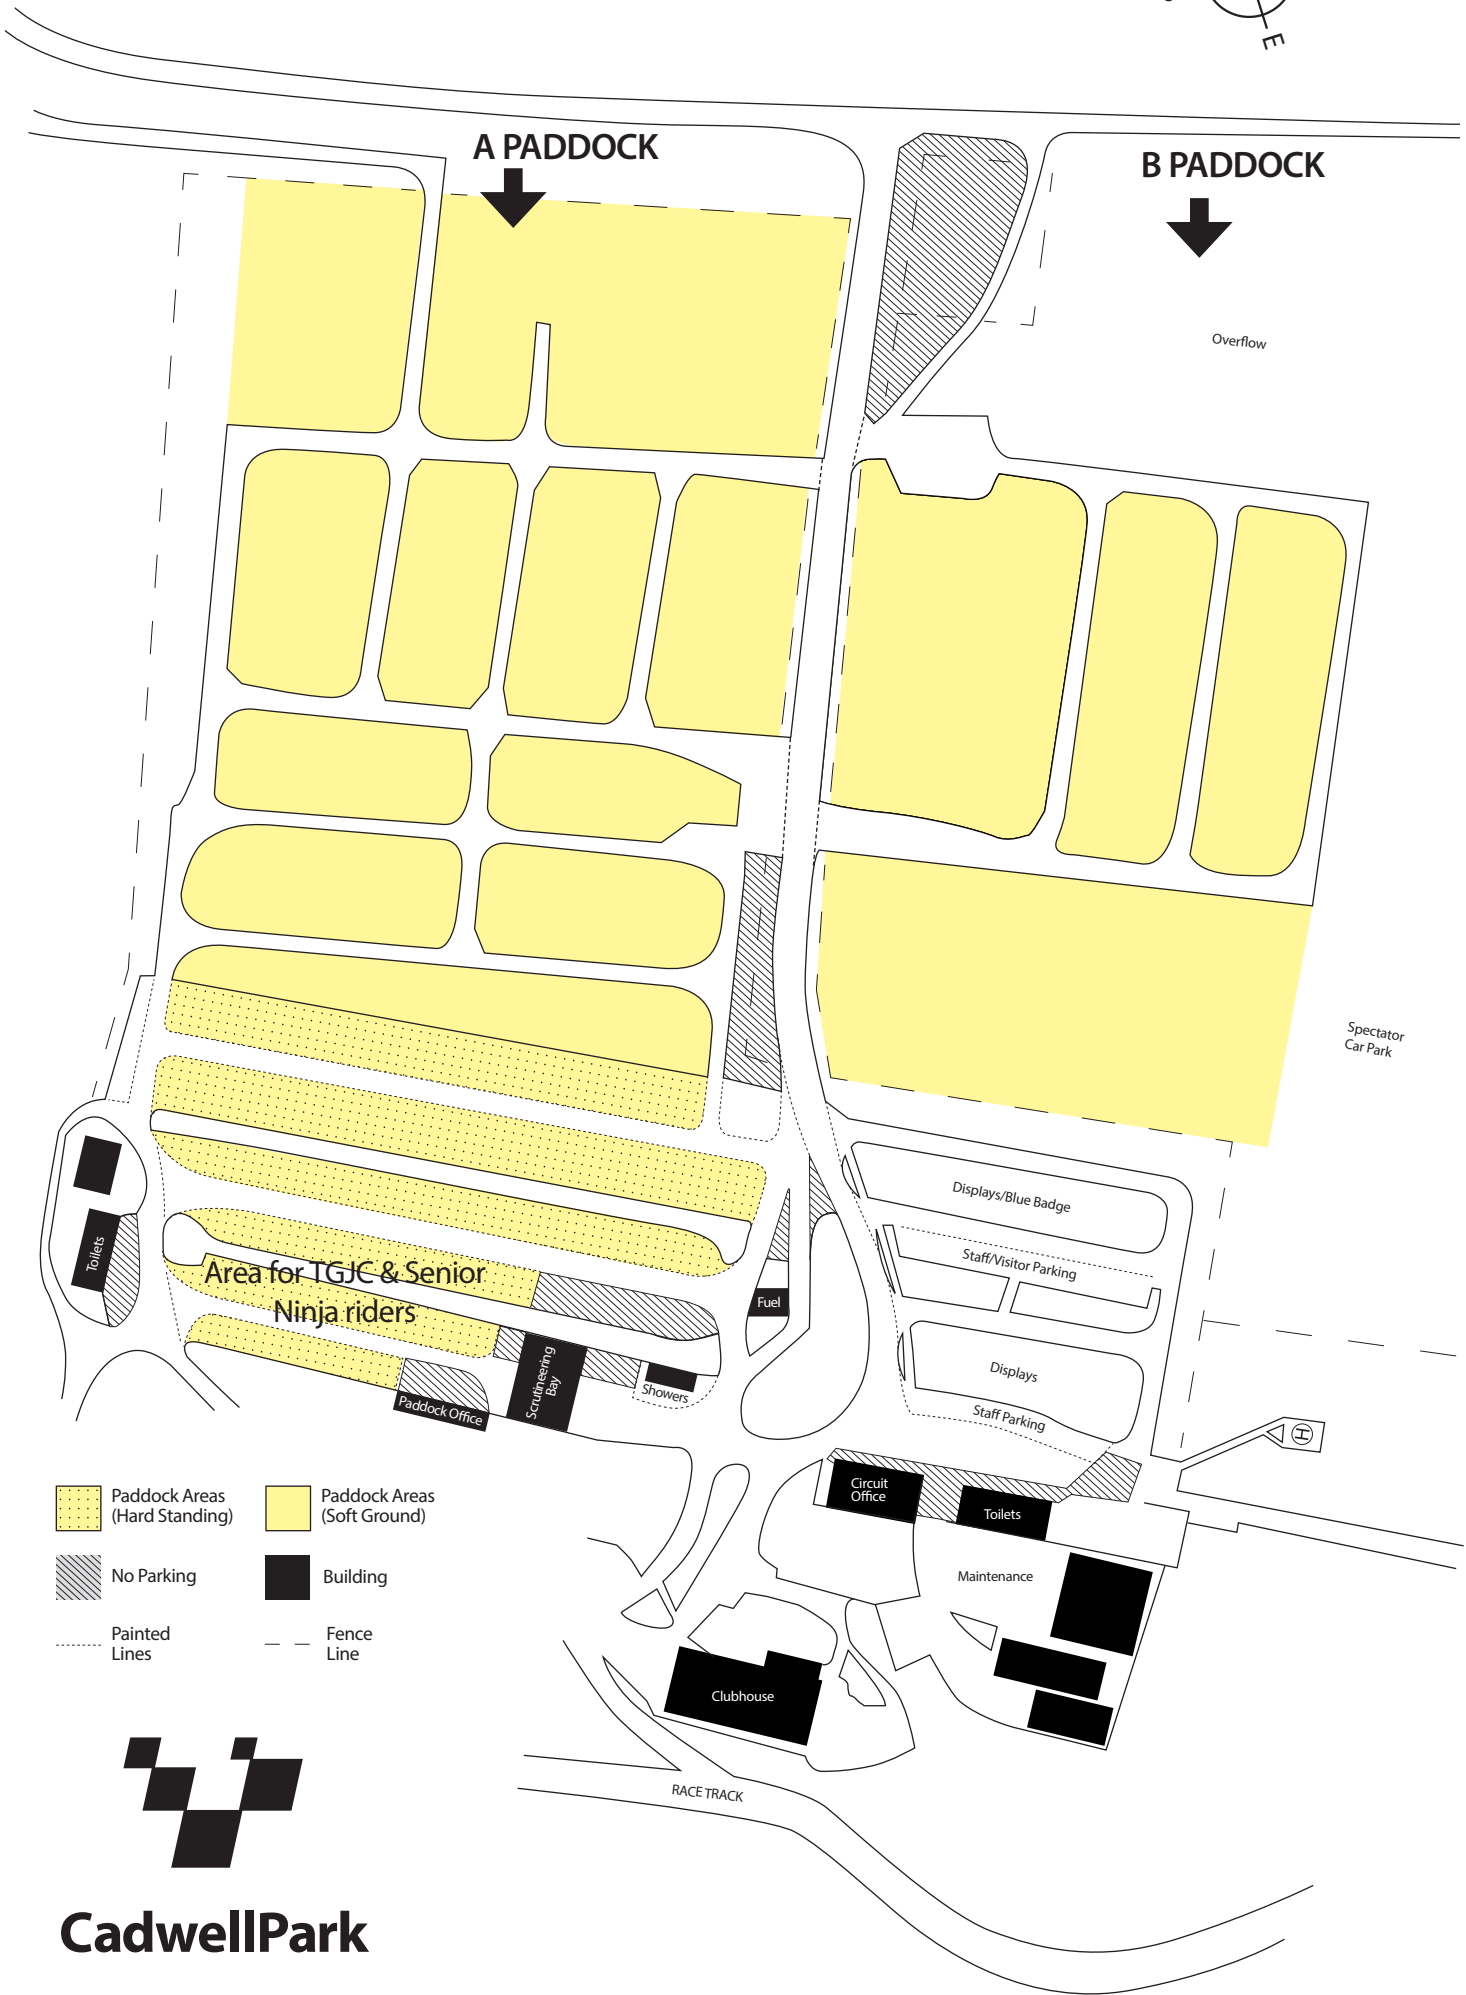 E
A PADDOCK
B PADDOCK
Overflow
Spectator
Car Park
Displays/Blue Badge
Staff/Visitor Parking
Toilets
Area for TGJC & Senior
Ninja riders
Fuel
Scrutineering
Bay
Showers
Paddock Office
Displays
Staff Parking
H
Circuit
Office
Toilets
Paddock Areas
(Hard Standing)
Paddock Areas
(Soft Ground)
No Parking
Building
Painted
Lines
Fence
Line
Maintenance
Clubhouse
RACE TRACK
CadwellPark